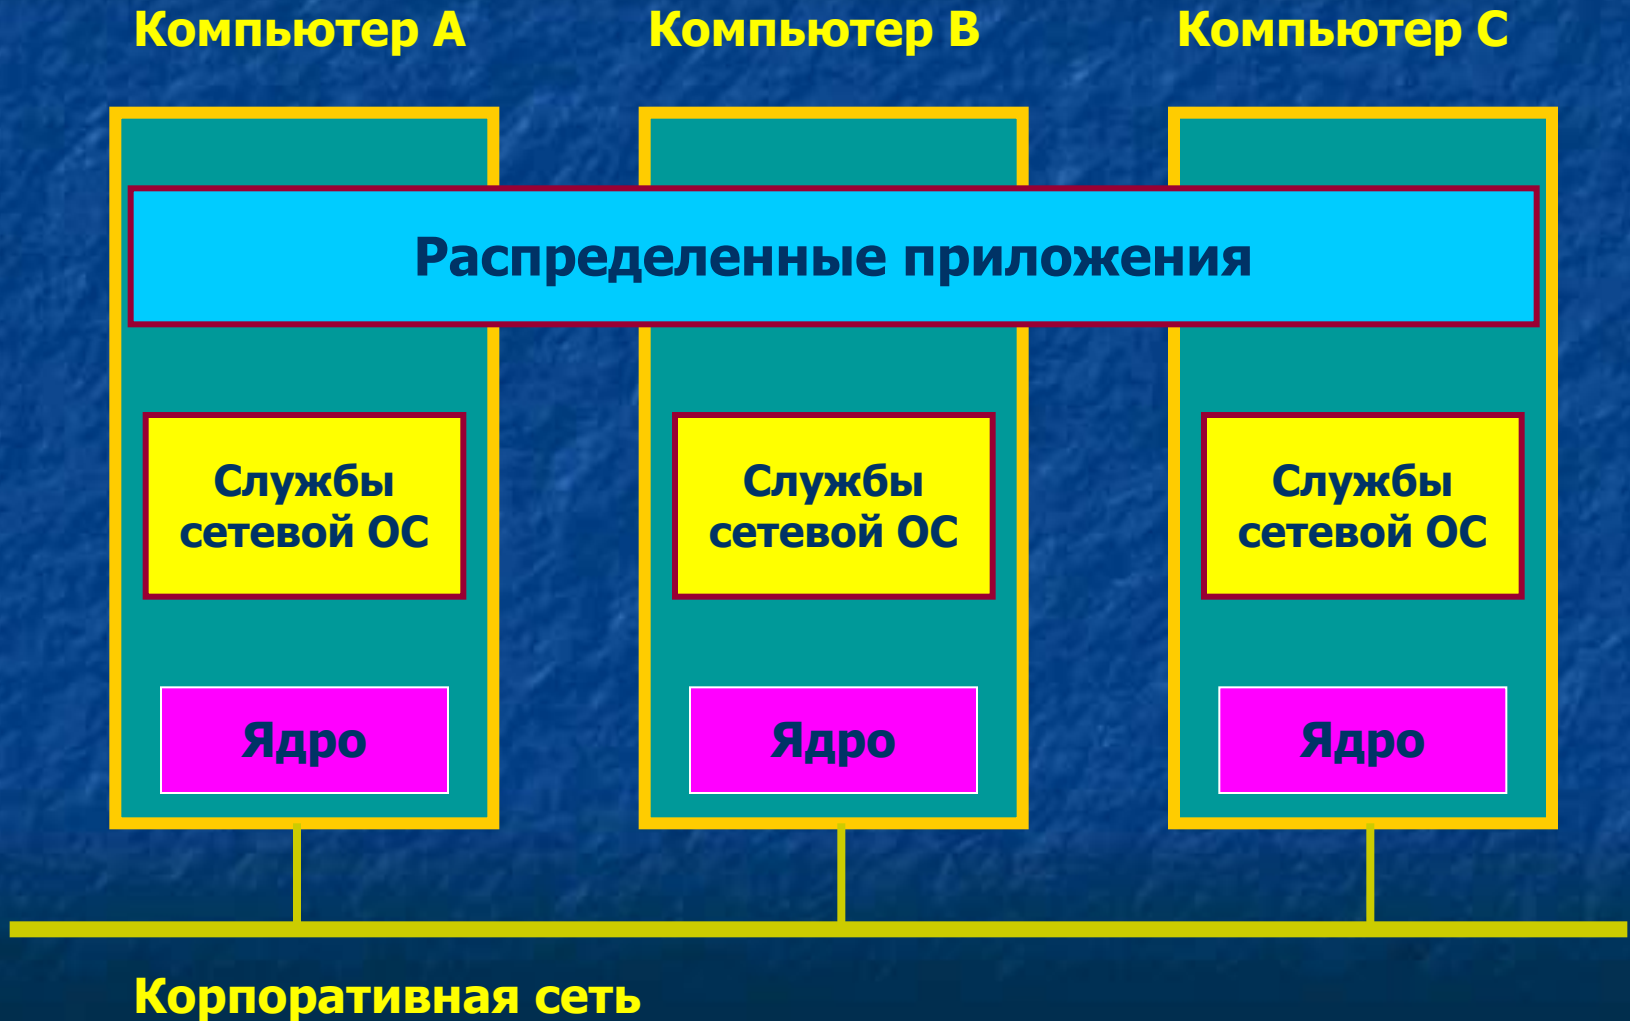 Компьютер A Компьютер B Компьютер C
Распределенные приложения
Службы Службы Службы
сетевой ОС сетевой ОС сетевой ОС
Ядро Ядро Ядро
Корпоративная сеть